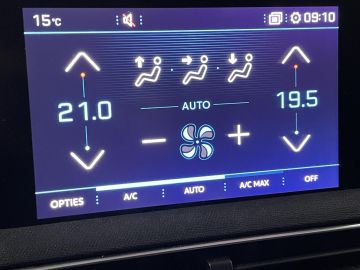 15°C 09:10
21.0 19.5
AUTO
OPTIES A/C AUTO A/C MAX OFF